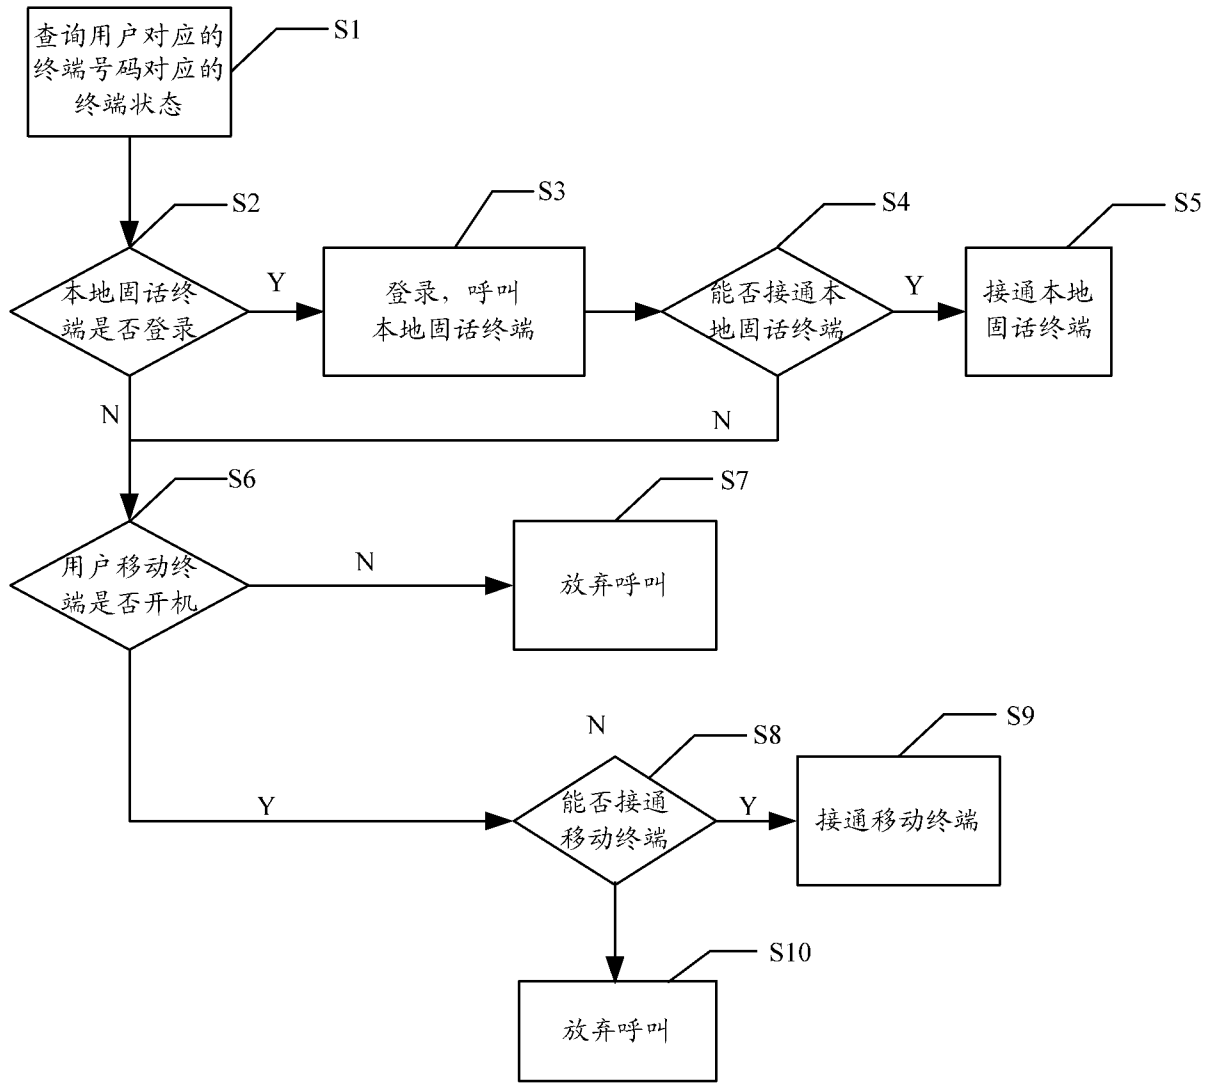 查询用户对应的
终端号码对应的
终端状态
S1
S2
本地固话终
端是否登录
Y
N
S3
登录，呼叫
本地固话终端
S4
能否接通本
地固话终端
Y
N
S5
接通本地
固话终端
S6
用户移动终
端是否开机
N
Y
S7
放弃呼叫
N
S8
能否接通
移动终端
Y
S9
接通移动终端
S10
放弃呼叫